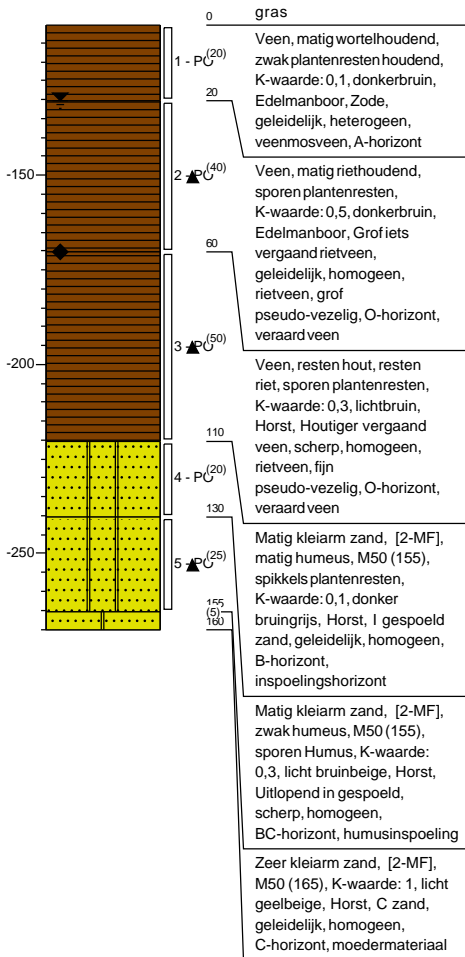 0
gras
1 - PO(20)
Veen, matig wortelhoudend,
zwak plantenresten houdend,
K-waarde: 0,1, donkerbruin,
Edelmanboor, Zode,
geleidelijk, heterogeen,
veenmosveen, A-horizont
20
-150
2 - PO(40)
Veen, matig riethoudend,
sporen plantenresten,
K-waarde: 0,5, donkerbruin,
Edelmanboor, Grof iets
vergaand rietveen,
geleidelijk, homogeen,
rietveen, grof
pseudo-vezelig, O-horizont,
veraard veen
60
-200
3 - PO(50)
Veen, resten hout, resten
riet, sporen plantenresten,
K-waarde: 0,3, lichtbruin,
Horst, Houtiger vergaand
veen, scherp, homogeen,
rietveen, fijn
pseudo-vezelig, O-horizont,
veraard veen
110
4 - PO(20)
Matig kleiarm zand, [2-MF],
matig humeus, M50 (155),
spikkels plantenresten,
K-waarde: 0,1, donker
bruingrijs, Horst, I gespoeld
zand, geleidelijk, homogeen,
B-horizont,
inspoelingshorizont
130
-250
5 - PO(25)
Matig kleiarm zand, [2-MF],
zwak humeus, M50 (155),
sporen Humus, K-waarde:
0,3, licht bruinbeige, Horst,
Uitlopend in gespoeld,
scherp, homogeen,
BC-horizont, humusinspoeling
155
(5)
160
Zeer kleiarm zand, [2-MF],
M50 (165), K-waarde: 1, licht
geelbeige, Horst, C zand,
geleidelijk, homogeen,
C-horizont, moedermateriaal